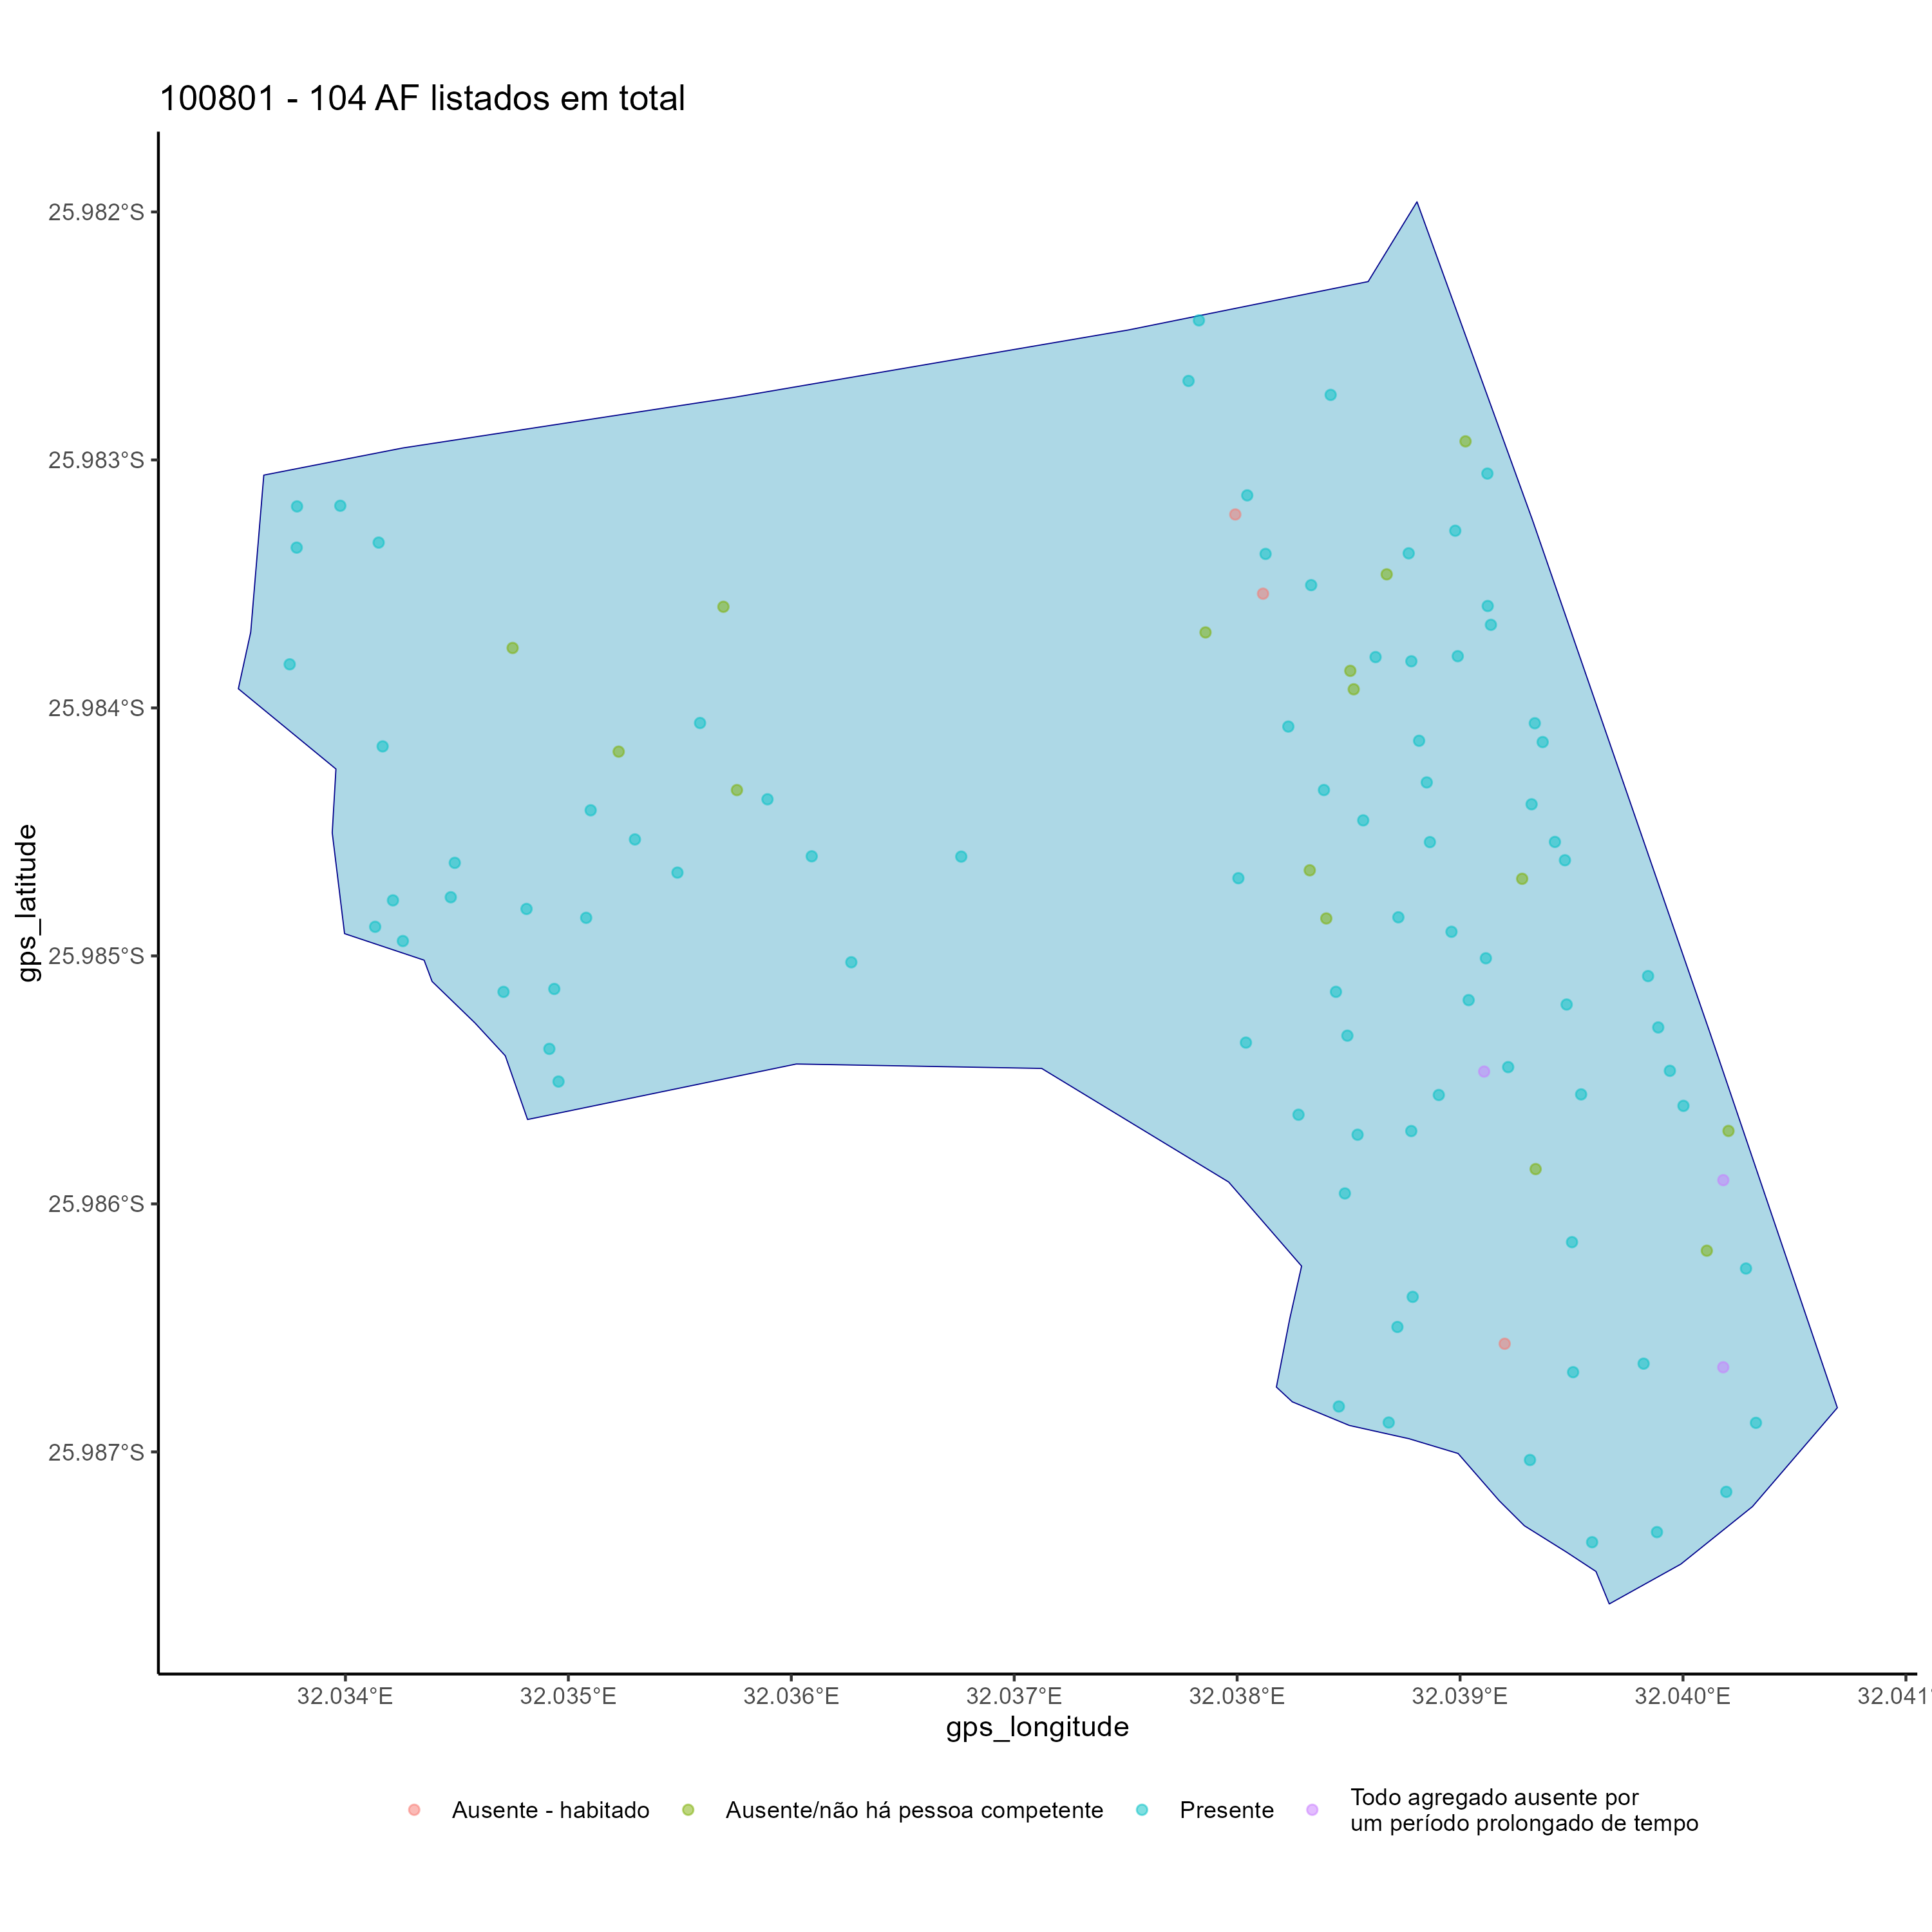 100801 - 104 AF listados em total
25.982°S
25.983°S
25.984°S
25.985°S
25.986°S
25.987°S
gps_latitude
32.034°E
32.035°E
32.036°E
32.037°E
32.038°E
32.039°E
32.040°E
32.041°
gps_longitude
Ausente - habitado
Ausente/não há pessoa competente
Presente
Todo agregado ausente por
um período prolongado de tempo